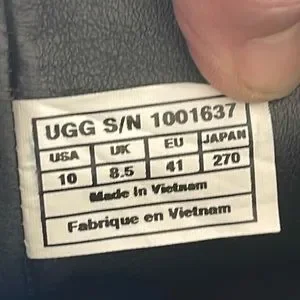 UGG S/N 1001637
USA UK EU JAPAN
10 8.5 41 270
Made in Vietnam
Fabrique en Vietnam